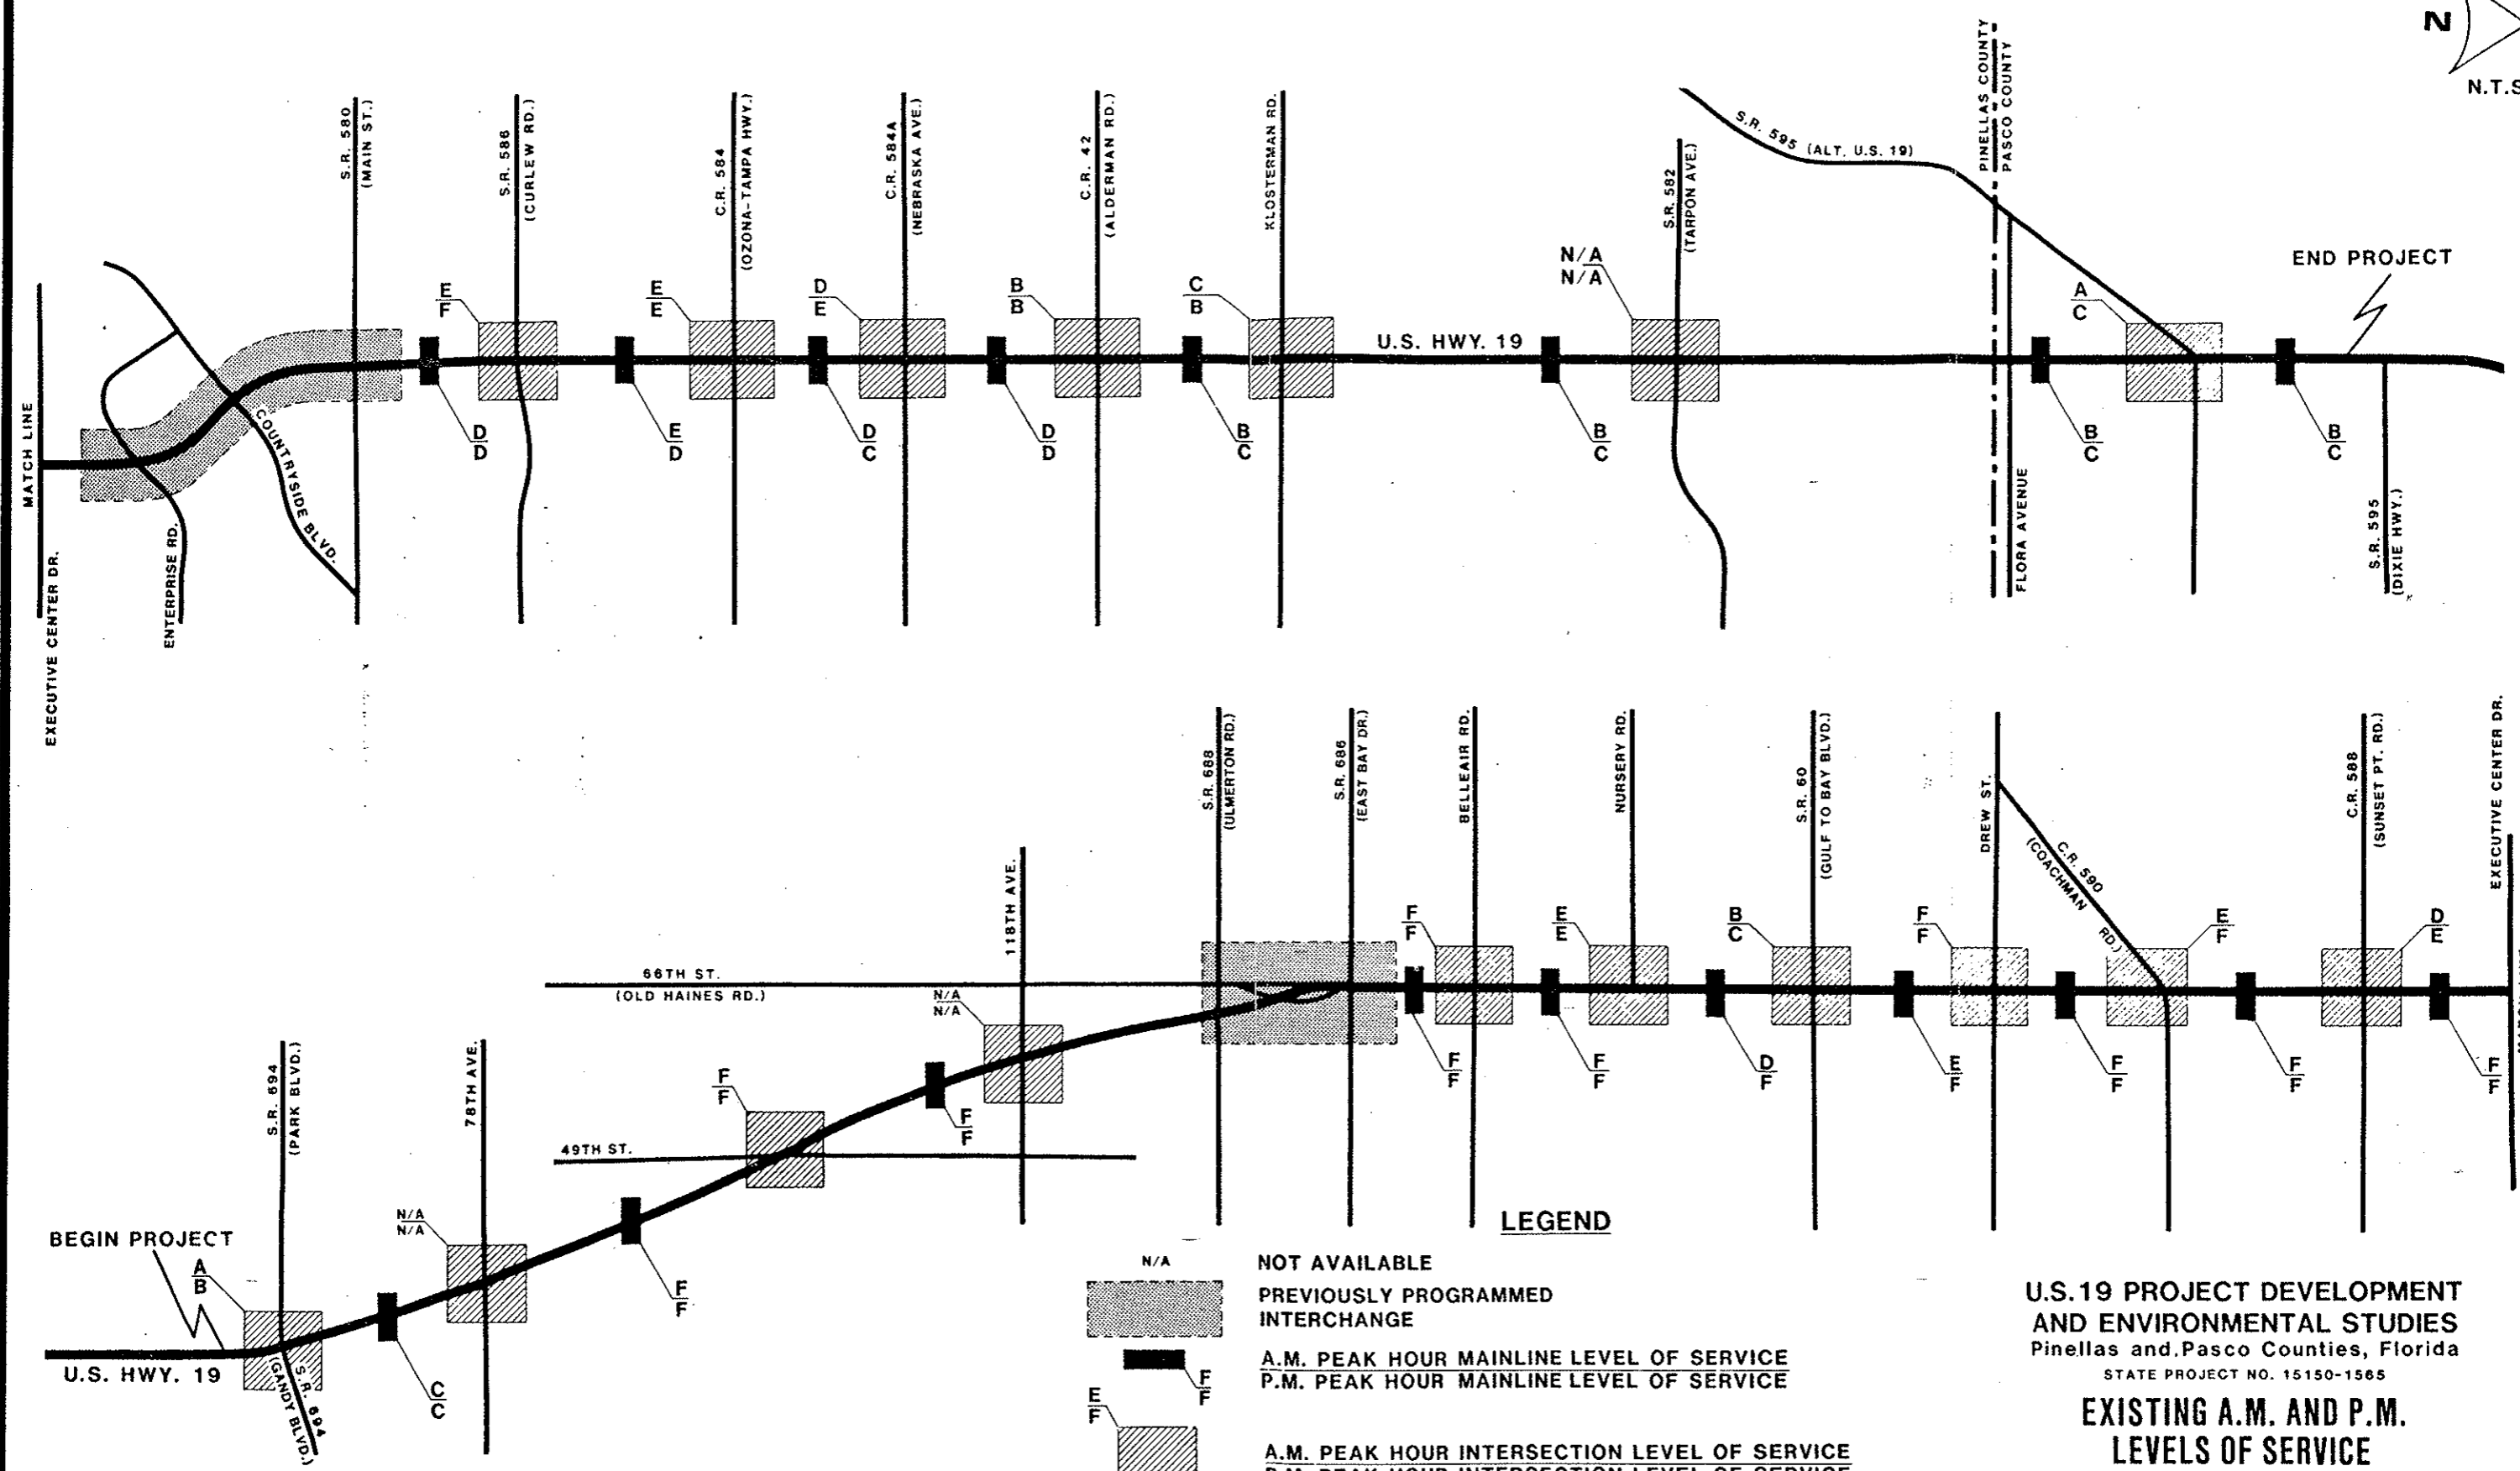 N
N.T.S
MATCH LINE
EXECUTIVE CENTER DR.
ENTERPRISE RD.
COUNTRYSIDE BLVD.
S.R. 580
(MAIN ST.)
S.R. 586
(CURLEW RD.)
C.R. 584
(OZONA-TAMPA HWY.)
C.R. 584A
(NEBRASKA AVE.)
C.R. 42
(ALDERMAN RD.)
KLOSTERMAN RD.
U.S. HWY. 19
S.R. 582
(TARPON AVE.)
S.R. 595 (ALT. U.S. 19)
PINELLAS COUNTY
PASCO COUNTY
FLORA AVENUE
END PROJECT
S.R. 595
(DIXIE HWY.)
E
F
E
E
D
E
B
B
C
B
N/A
N/A
A
C
D
D
E
D
D
C
D
D
B
C
B
C
B
C
B
C
S.R. 688
(ULMERTON RD.)
S.R. 686
(EAST BAY DR.)
BELLEAIR RD.
NURSERY RD.
S.R. 60
(GULF TO BAY BLVD.)
DREW ST.
C.R. 590
(COACHMAN RD.)
C.R. 588
(SUNSET PT. RD.)
EXECUTIVE CENTER DR.
118TH AVE.
66TH ST.
(OLD HAINES RD.)
F
F
E
E
B
C
F
F
E
F
D
E
F
F
F
F
D
F
E
F
F
F
F
F
F
F
N/A
N/A
F
F
F
F
49TH ST.
78TH AVE.
N/A
N/A
F
F
S.R. 694
(PARK BLVD.)
BEGIN PROJECT
A
B
U.S. HWY. 19
S.R. 694
(GANDY BLVD.)
C
C
LEGEND
N/A NOT AVAILABLE
PREVIOUSLY PROGRAMMED
INTERCHANGE
F
F
A.M. PEAK HOUR MAINLINE LEVEL OF SERVICE
P.M. PEAK HOUR MAINLINE LEVEL OF SERVICE
E
F
A.M. PEAK HOUR INTERSECTION LEVEL OF SERVICE
P.M. PEAK HOUR INTERSECTION LEVEL OF SERVICE
U.S.19 PROJECT DEVELOPMENT
AND ENVIRONMENTAL STUDIES
Pinellas and Pasco Counties, Florida
STATE PROJECT NO. 15150-1565
EXISTING A.M. AND P.M.
LEVELS OF SERVICE